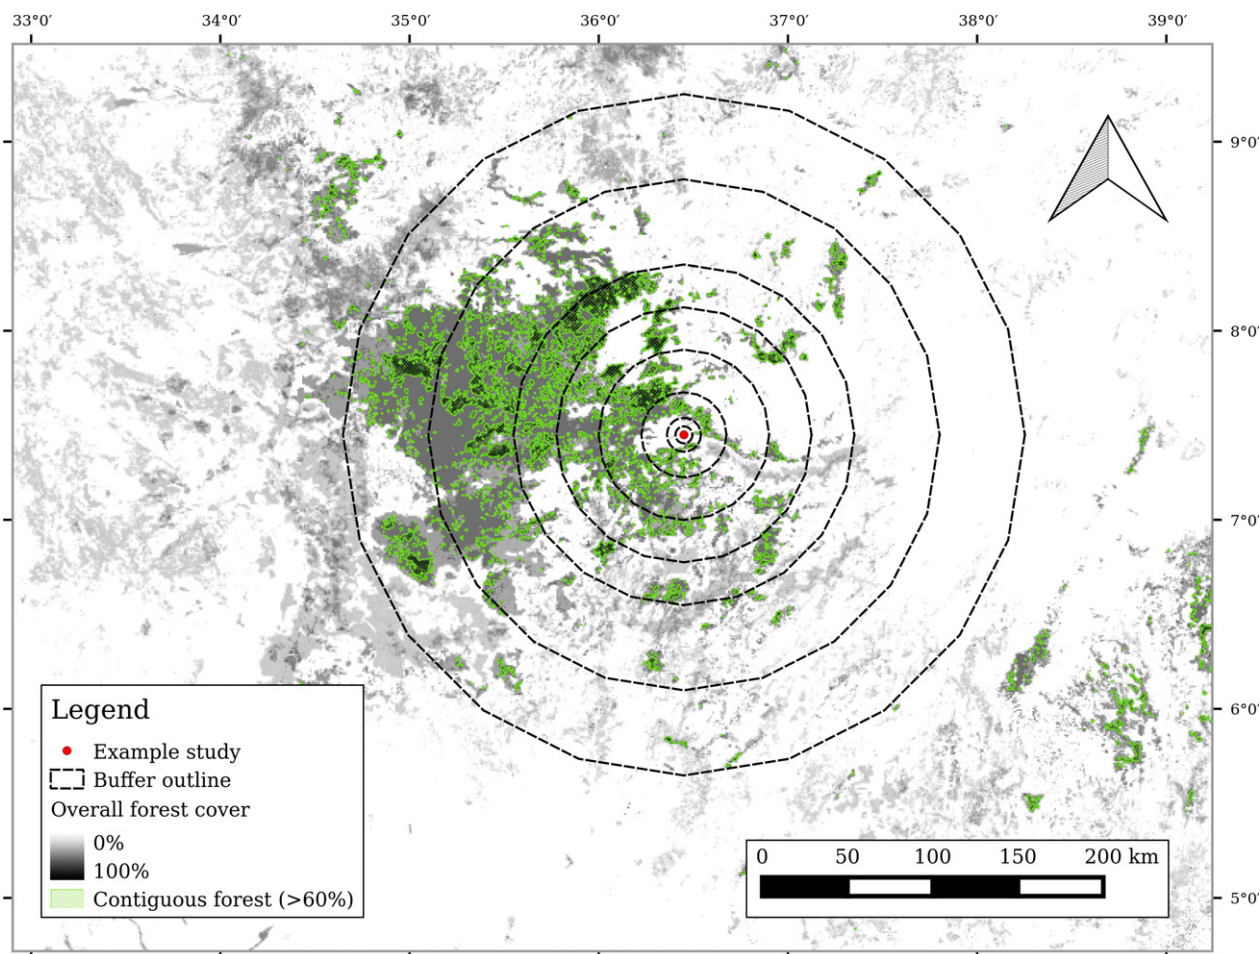 33°0′ 34°0′ 35°0′ 36°0′ 37°0′ 38°0′ 39°0′
9°0′
8°0′
7°0′
6°0′
5°0′
Legend
Example study
Buffer outline
Overall forest cover
0%
100%
Contiguous forest (>60%)
0 50 100 150 200 km